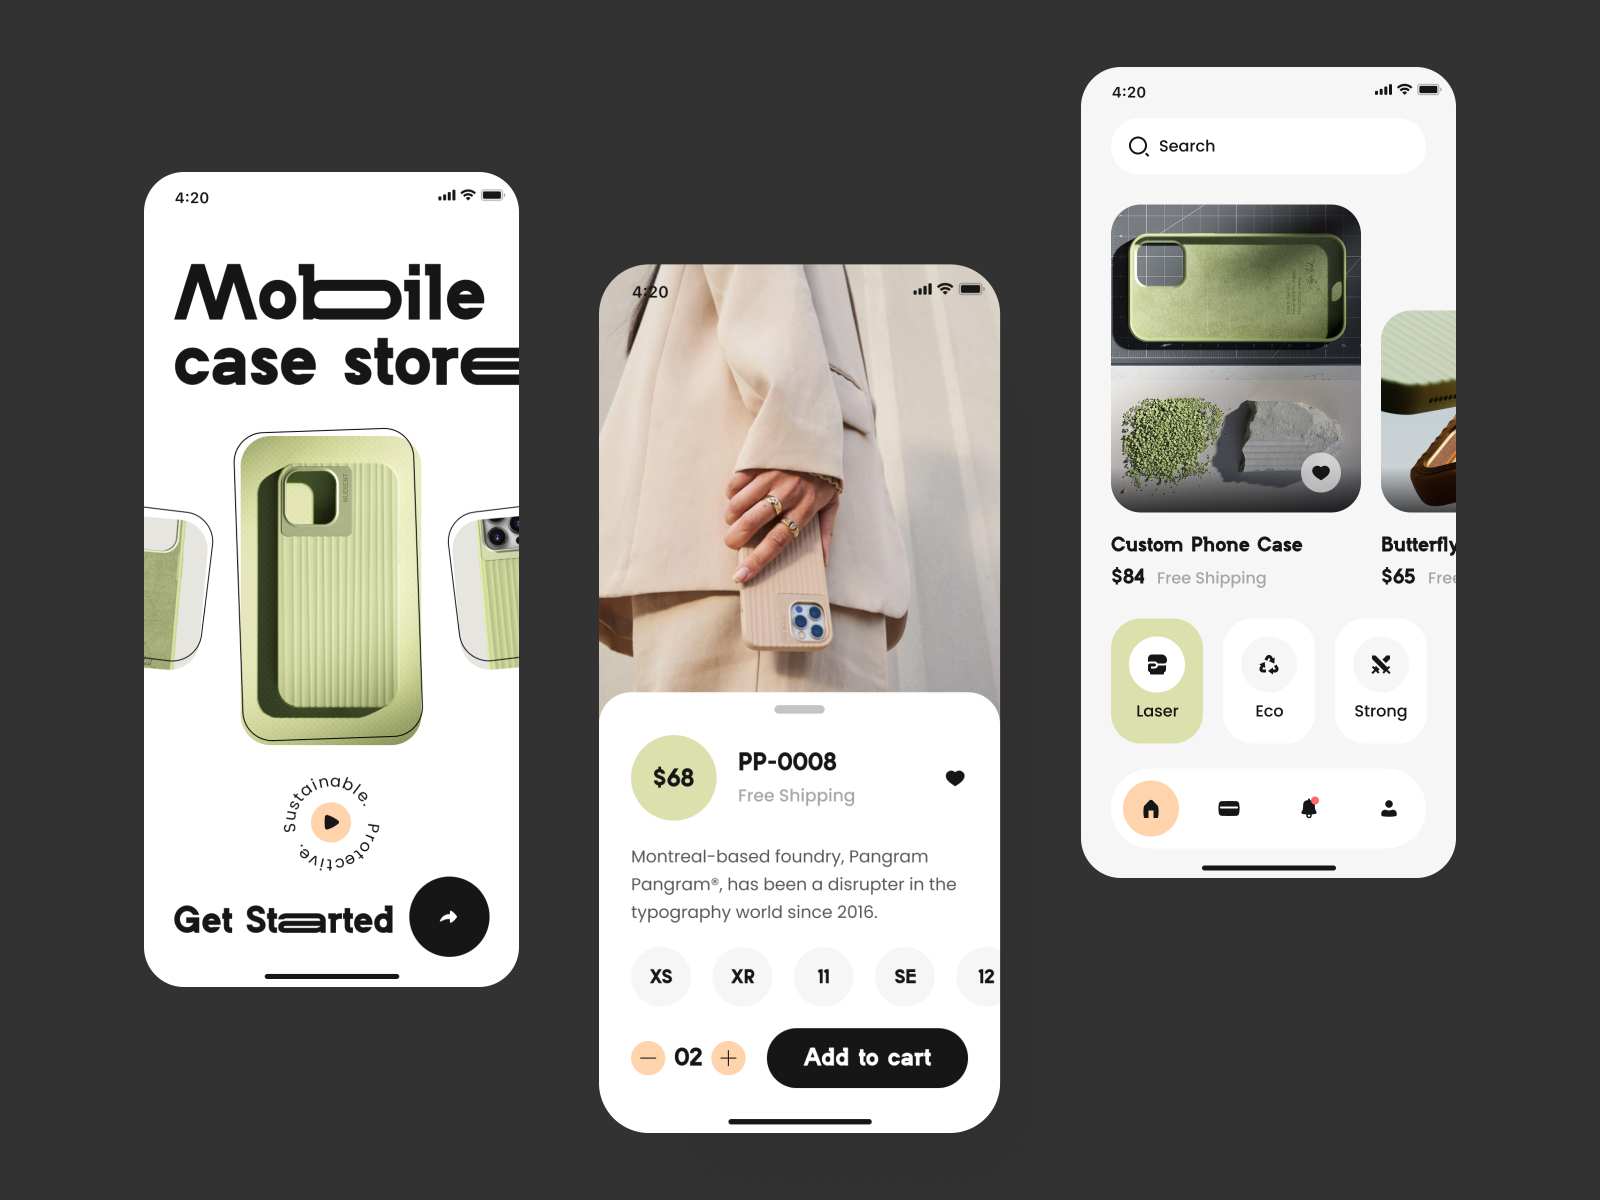 4:20
Mobile
case store
NUDIENT
Sustainable.
Protective.
Get Started
4:20
$68
PP-0008
Free Shipping
Montreal-based foundry, Pangram
Pangram®, has been a disrupter in the
typography world since 2016.
XS
XR
11
SE
12
02
Add to cart
4:20
Search
Custom Phone Case
$84 Free Shipping
Butterfly
$65 Free
Laser
Eco
Strong